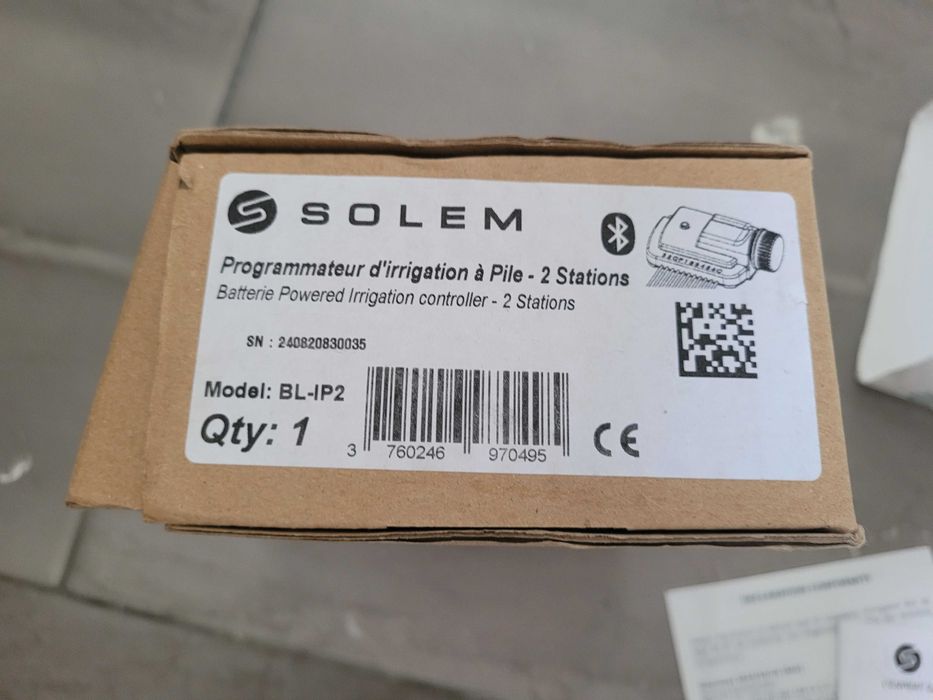 SOLEM
Programmateur d'irrigation à Pile - 2 Stations
Batterie Powered Irrigation controller - 2 Stations
SN : 240820830035
Model: BL-IP2
Qty: 1
3 760246 970495
CE